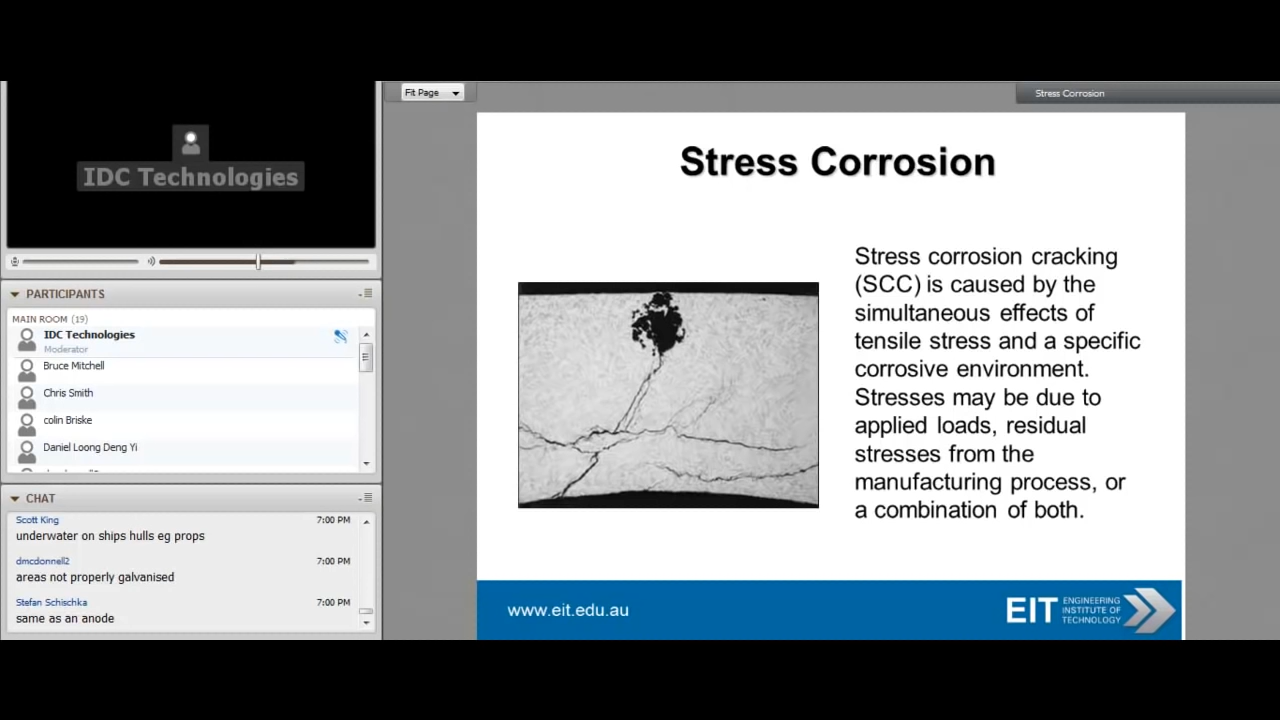 IDC Technologies
PARTICIPANTS
MAIN ROOM (19)
IDC Technologies
Moderator
Bruce Mitchell
Chris Smith
colin Briske
Daniel Loong Deng Yi
CHAT
Scott King 7:00 PM
underwater on ships hulls eg props
dmcdonnell2 7:00 PM
areas not properly galvanised
Stefan Schischka 7:00 PM
same as an anode
Fit Page
Stress Corrosion
Stress Corrosion
Stress corrosion cracking
(SCC) is caused by the
simultaneous effects of
tensile stress and a specific
corrosive environment.
Stresses may be due to
applied loads, residual
stresses from the
manufacturing process, or
a combination of both.
www.eit.edu.au
EIT
ENGINEERING
INSTITUTE OF
TECHNOLOGY